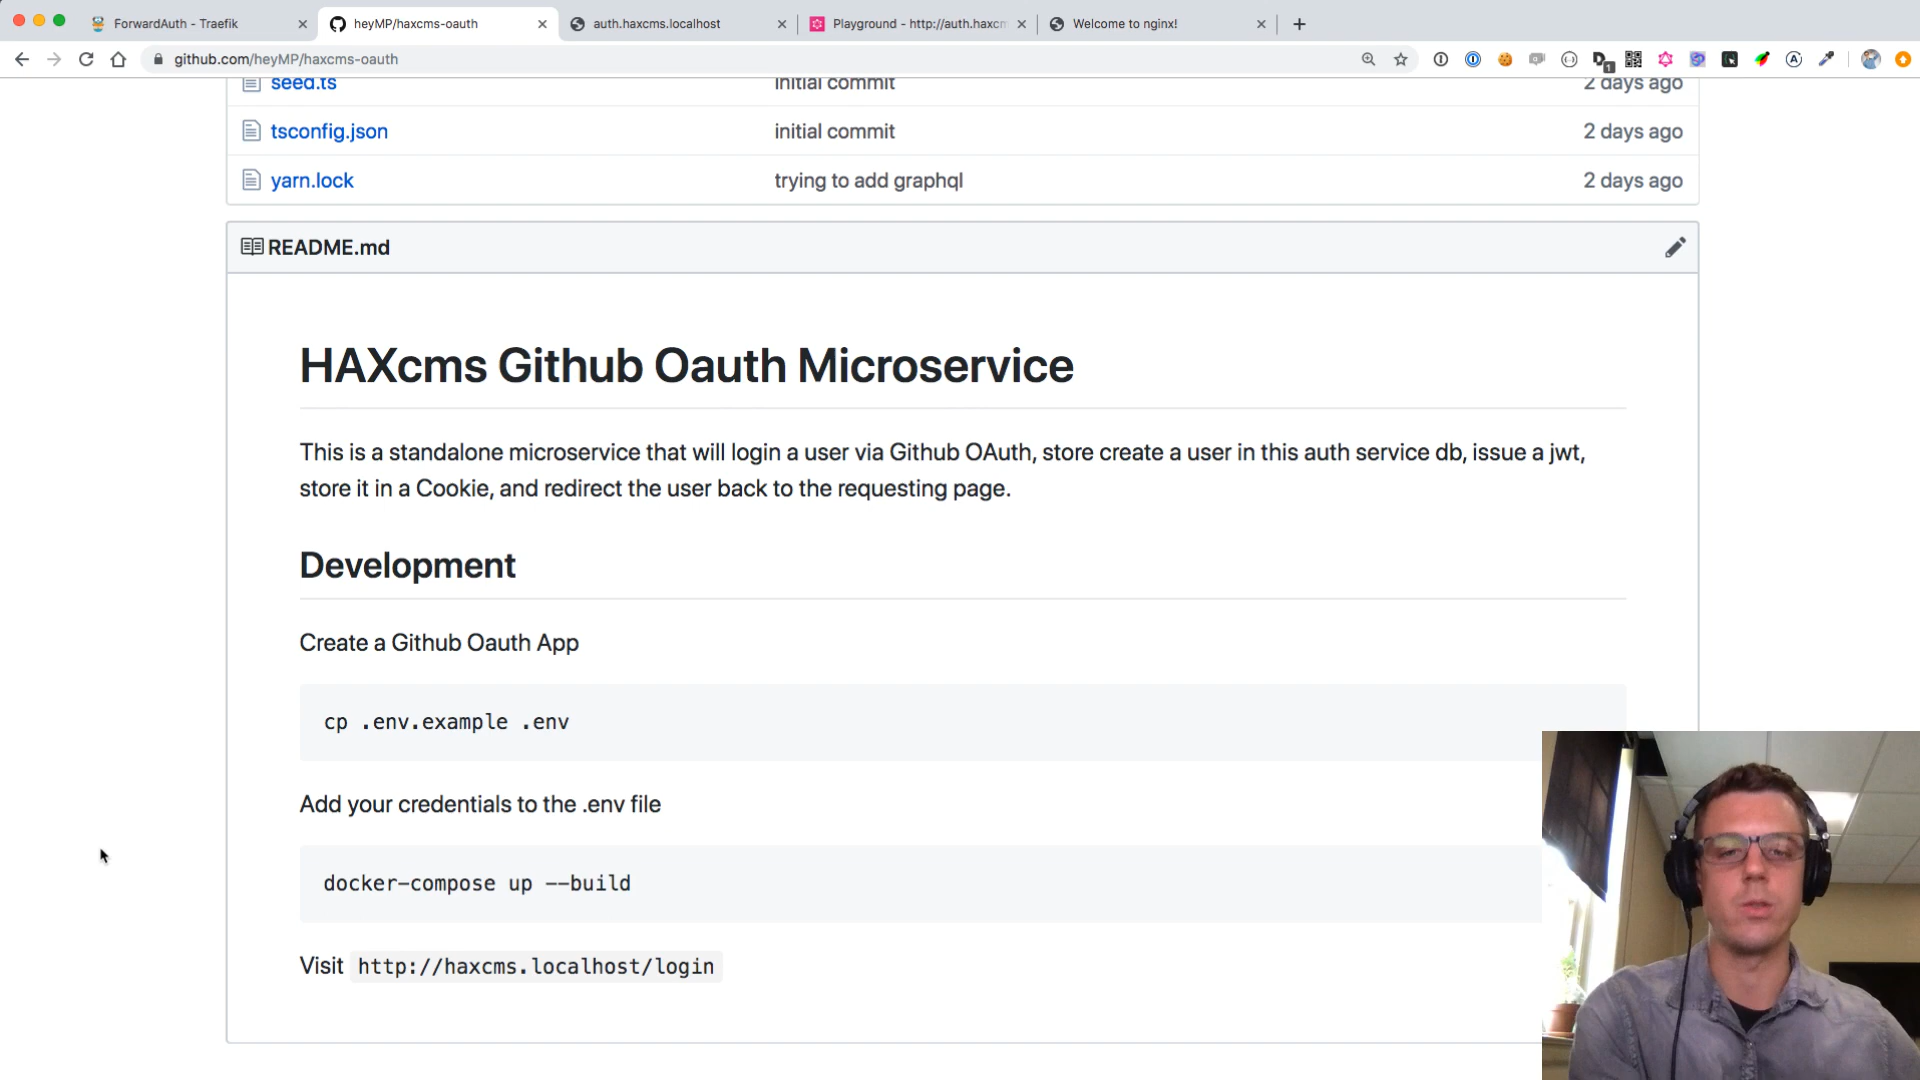 ForwardAuth - Traefik
heyMP/haxcms-oauth
auth.haxcms.localhost
Playground - http://auth.haxcm
Welcome to nginx!
github.com/heyMP/haxcms-oauth
seed.ts initial commit 2 days ago
tsconfig.json initial commit 2 days ago
yarn.lock trying to add graphql 2 days ago
README.md
HAXcms Github Oauth Microservice
This is a standalone microservice that will login a user via Github OAuth, store create a user in this auth service db, issue a jwt,
store it in a Cookie, and redirect the user back to the requesting page.
Development
Create a Github Oauth App
cp .env.example .env
Add your credentials to the .env file
docker-compose up --build
Visit http://haxcms.localhost/login